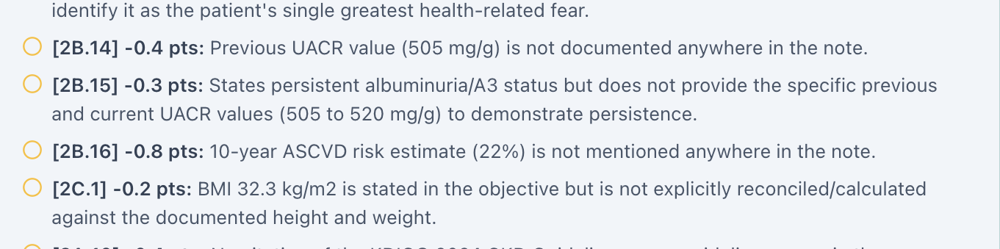 identify it as the patient's single greatest health-related fear.
[2B.14] -0.4 pts: Previous UACR value (505 mg/g) is not documented anywhere in the note.
[2B.15] -0.3 pts: States persistent albuminuria/A3 status but does not provide the specific previous
and current UACR values (505 to 520 mg/g) to demonstrate persistence.
[2B.16] -0.8 pts: 10-year ASCVD risk estimate (22%) is not mentioned anywhere in the note.
[2C.1] -0.2 pts: BMI 32.3 kg/m2 is stated in the objective but is not explicitly reconciled/calculated
against the documented height and weight.